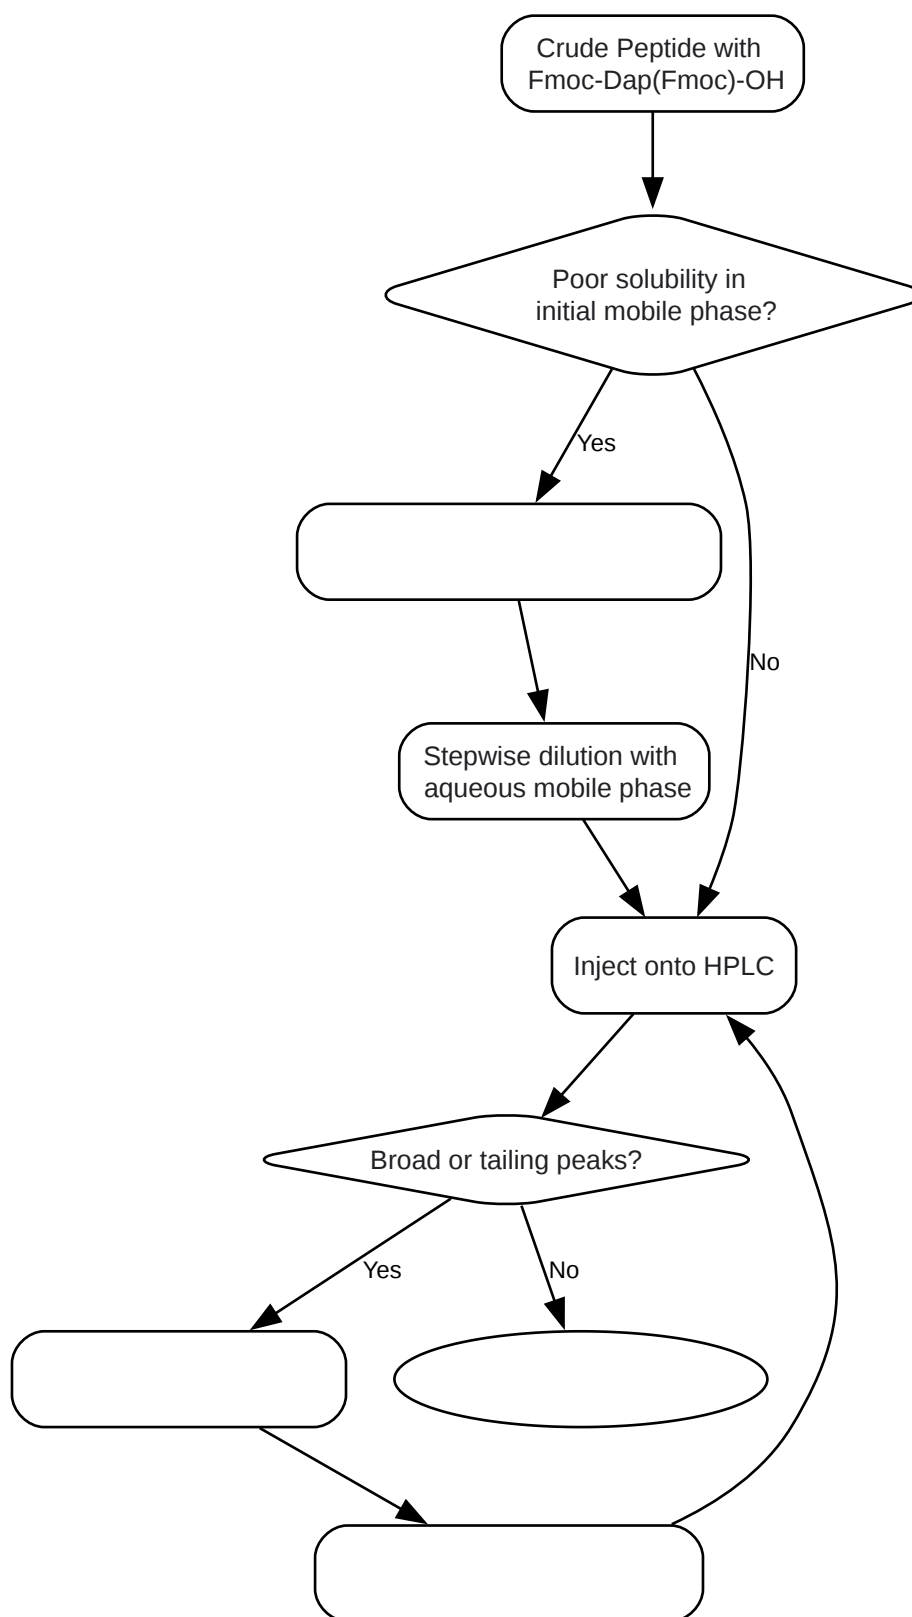 Crude Peptide with
Fmoc-Dap(Fmoc)-OH
Poor solubility in
initial mobile phase?
Yes
No
Stepwise dilution with
aqueous mobile phase
Inject onto HPLC
Broad or tailing peaks?
Yes
No